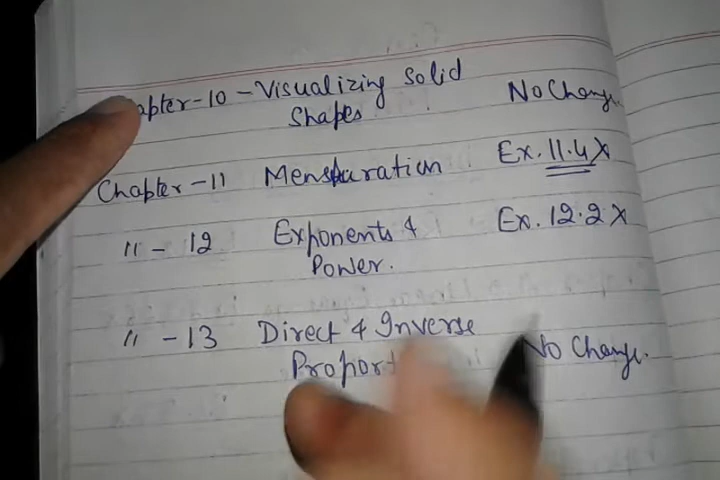 apter-10 - Visualizing Solid No Change
Shapes
Chapter-11 Mensuration Ex. 11.4 X
" - 12 Exponents & Ex. 12.2 X
Power.
" - 13 Direct & Inverse No Change.
Proport